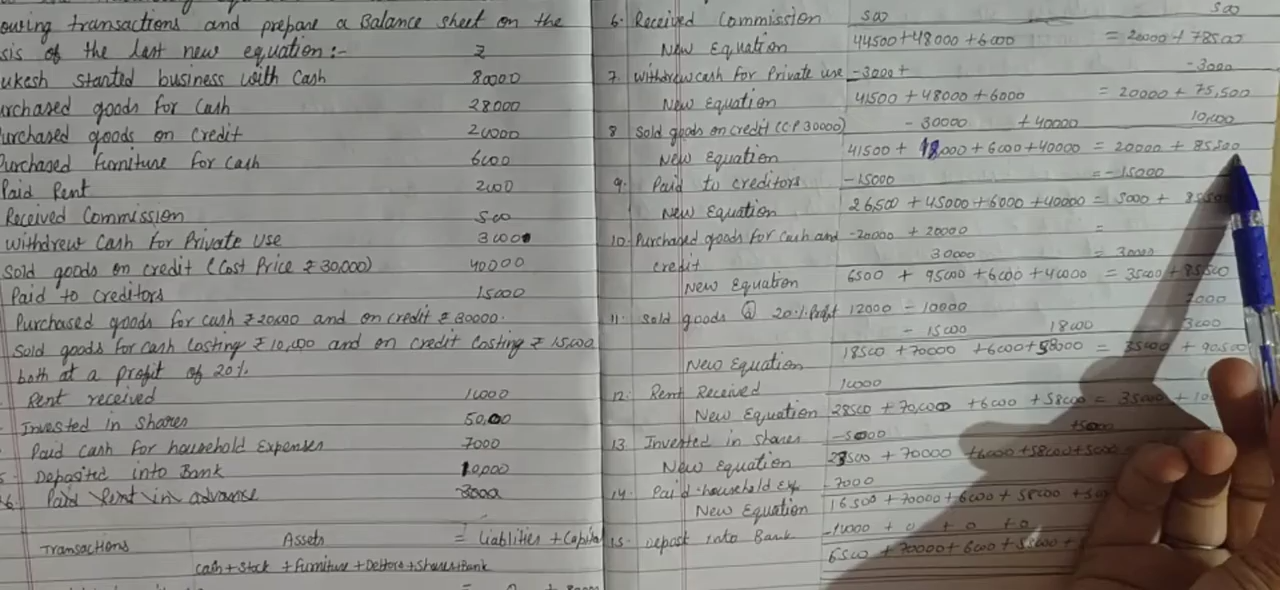 owing transactions and prepare a Balance sheet on the
sis of the last new equation:-
₹
ukesh started business with Cash 80000
urchased goods for Cash 28000
urchased goods on Credit 20000
Purchased furniture for cash 6000
Paid Rent 2000
Received Commission 500
Withdrew Cash for Private Use 3000
Sold goods on credit (Cost Price ₹ 30,000) 40000
Paid to creditors 15000
Purchased goods for cash ₹20000 and on credit ₹ 30000.
Sold goods for cash Costing ₹ 10,000 and on credit Costing ₹ 15000
both at a profit of 20%
Rent received 10000
Invested in Shares 50,00
Paid cash for household Expenses 7000
Deposited into Bank 10,000
6. Paid Rent in advance 3000
Transactions Assets = Liablities + Capital
Cash + Stock + Furniture + Debtors + Shares + Bank
6. Received Commission 500 500
New Equation 44500+48000+6000 = 20000 + 78500
7. Withdrew cash for Private use -3000+ -3000
New Equation 41500 + 48000 + 6000 = 20000 + 75,500
8 Sold goods on credit (CP 30000) - 30000 + 40000 10,000
New Equation 41500 + 18000 + 6000 + 40000 = 20000 + 85500
9. Paid to creditors -15000 = -15000
New Equation 26,500 + 45000 + 6000 + 40000 = 5000 +
10. Purchased goods for cash and -20000 + 20000 =
credit 30000 = 30000
New Equation 6500 + 95000 + 6000 + 40000 = 35000 + 85500
11. Sold goods @ 20% Profit 12000 - 10000 2000
- 15000 18000 3000
New Equation 18500 + 70000 + 6000 + 58000 = 35000 + 90500
12. Rent Received 10000
New Equation 28500 + 70,000 + 6000 + 58000 = 35000 +
13 Invested in shares -5000 +5000
New Equation 23500 + 70000 + 6000 + 58000 + 5000
14. Paid household Exp -7000
New Equation 16500 + 70000 + 6000 + 58000 +
15. Depost into Bank -10000 + 0 + 0 + 0
6500 + 70000 + 6000 + 58000 +